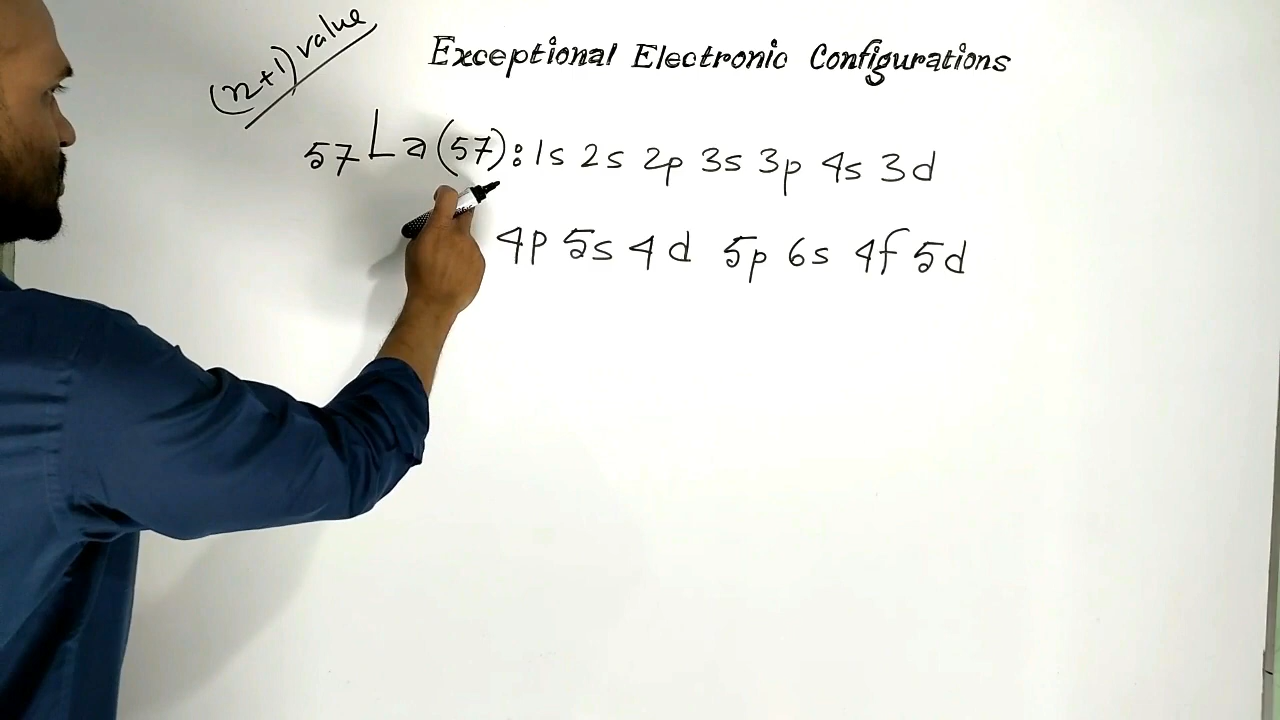 (n+1) value
Exceptional Electronic Configurations
57La(57): 1s 2s 2p 3s 3p 4s 3d
4p 5s 4d 5p 6s 4f 5d